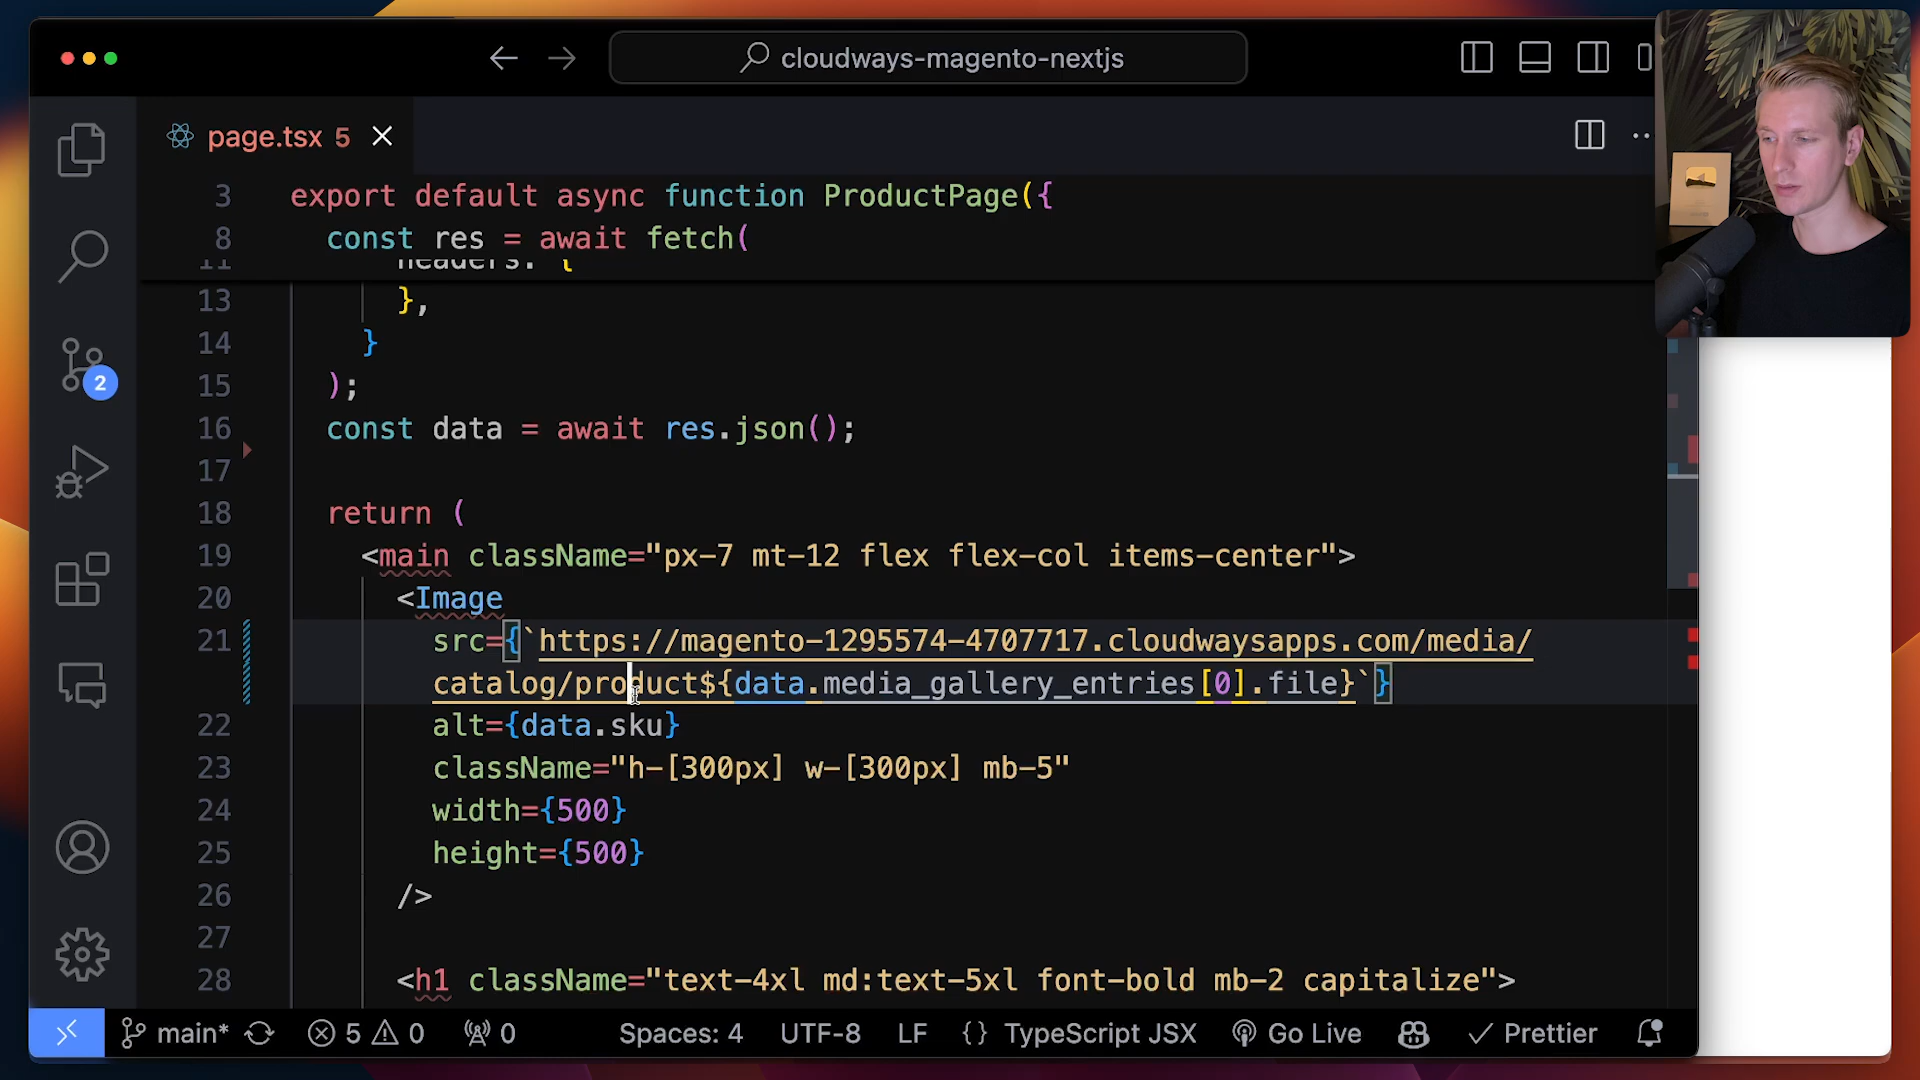 cloudways-magento-nextjs
page.tsx 5
3 export default async function ProductPage({
8 const res = await fetch(
11 headers: {
13 },
14 }
15 );
16 const data = await res.json();
17
18 return (
19 <main className="px-7 mt-12 flex flex-col items-center">
20 <Image
21 src={`https://magento-1295574-4707717.cloudwaysapps.com/media/
catalog/product${data.media_gallery_entries[0].file}`}
22 alt={data.sku}
23 className="h-[300px] w-[300px] mb-5"
24 width={500}
25 height={500}
26 />
27
28 <h1 className="text-4xl md:text-5xl font-bold mb-2 capitalize">
2
main* 5 0 0 Spaces: 4 UTF-8 LF {} TypeScript JSX Go Live Prettier